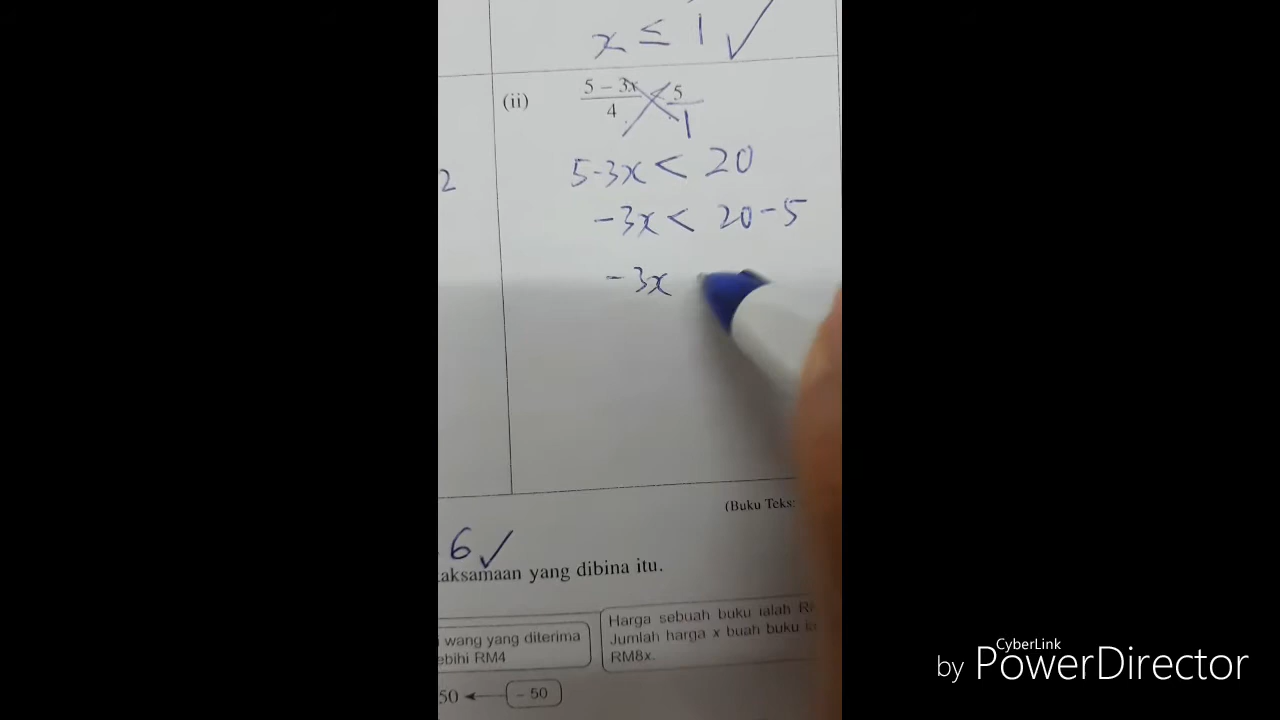 x ≤ 1 ✓
(ii) 5 – 3x / 4 < 5 / 1
5-3x < 20
2
-3x < 20-5
-3x
(Buku Teks:
6 ✓
aksamaan yang dibina itu.
wang yang diterima
ebihi RM4
Harga sebuah buku ialah
Jumlah harga x buah buku
RM8x.
50 ← – 50
CyberLink
by PowerDirector